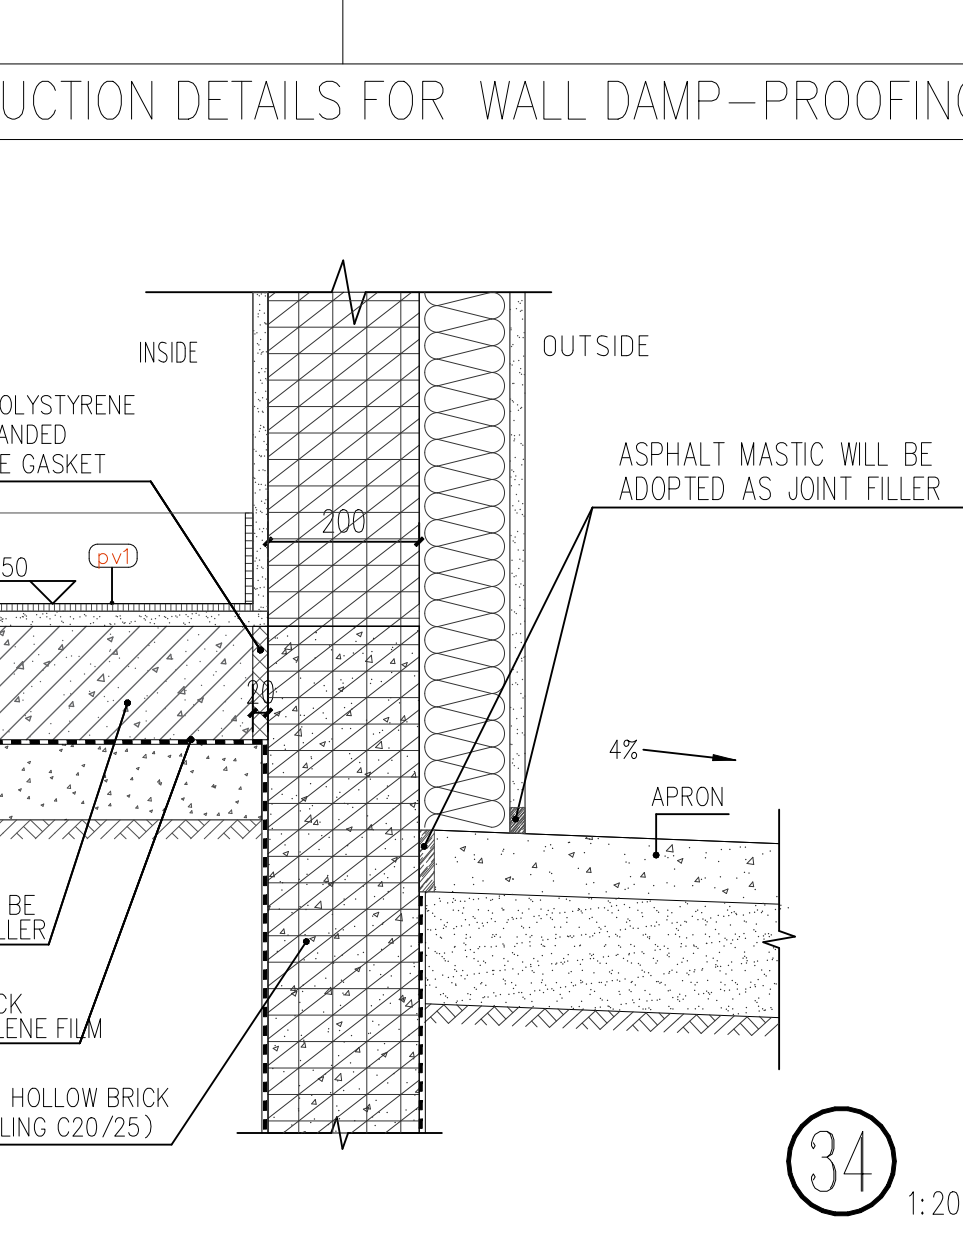 UCTION DETAILS FOR WALL DAMP-PROOFING
INSIDE
OUTSIDE
OLYSTYRENE
ANDED
E GASKET
ASPHALT MASTIC WILL BE
ADOPTED AS JOINT FILLER
200
50
pv1
20
4%
APRON
BE
LLER
CK
LENE FILM
HOLLOW BRICK
LING C20/25)
34
1:20